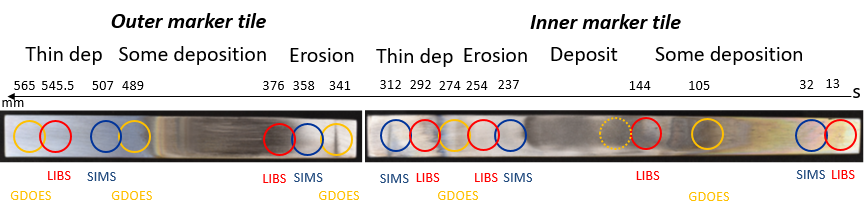 Outer marker tile Inner marker tile
Thin dep Some deposition Erosion Thin dep Erosion Deposit Some deposition
565 545.5 507 489 376 358 341 312 292 274 254 237 144 105 32 13
s
mm
LIBS SIMS LIBS SIMS SIMS LIBS LIBS SIMS LIBS SIMS LIBS
GDOES GDOES GDOES GDOES GDOES